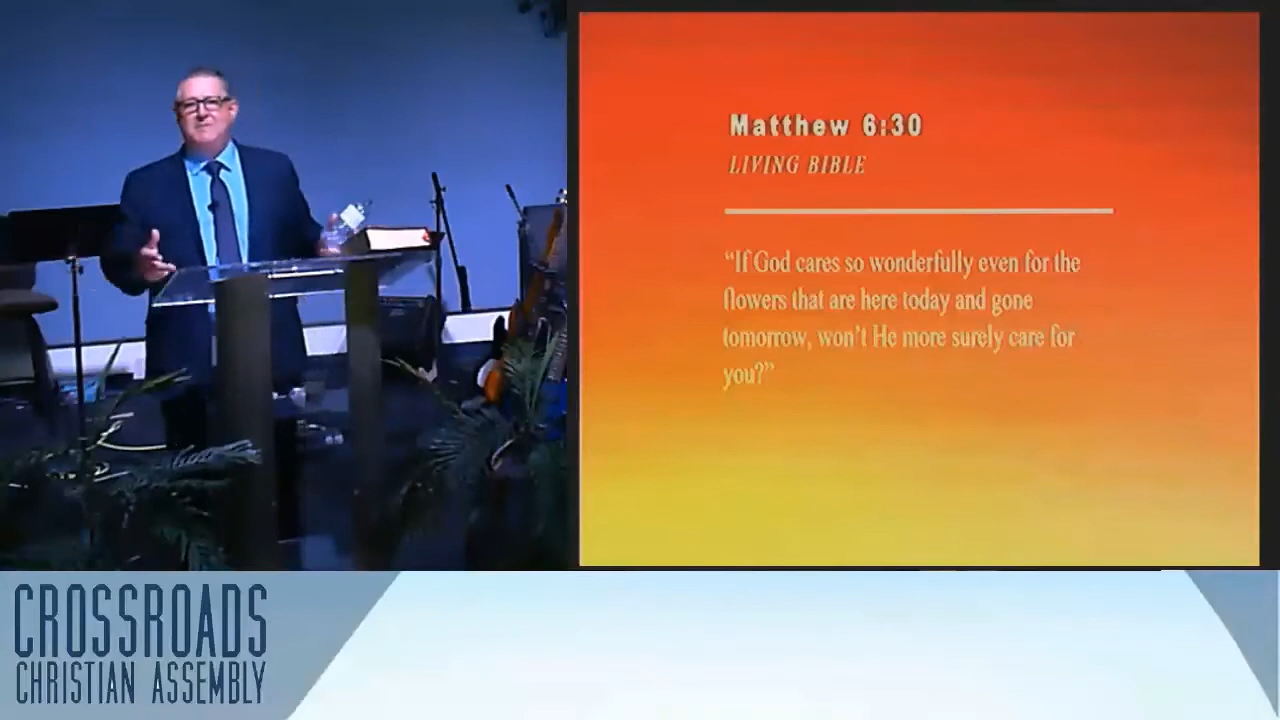 Matthew 6:30
LIVING BIBLE
“If God cares so wonderfully even for the
flowers that are here today and gone
tomorrow, won’t He more surely care for
you?”
CROSSROADS
CHRISTIAN ASSEMBLY